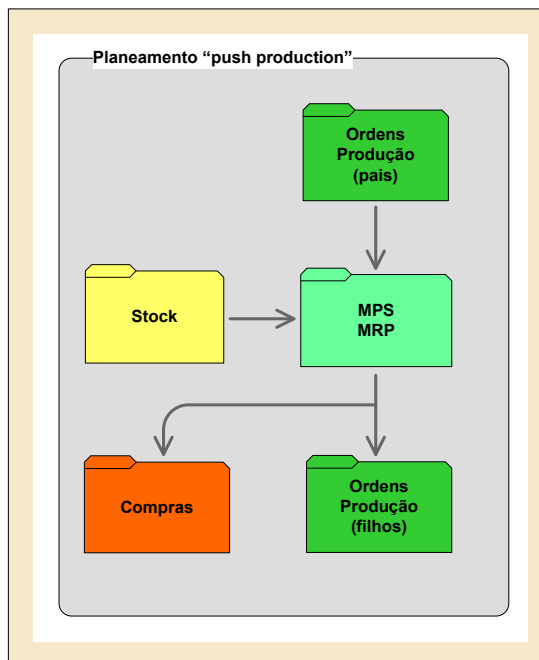 Planeamento “push production”
Ordens
Produção
(pais)
Stock
MPS
MRP
Compras
Ordens
Produção
(filhos)